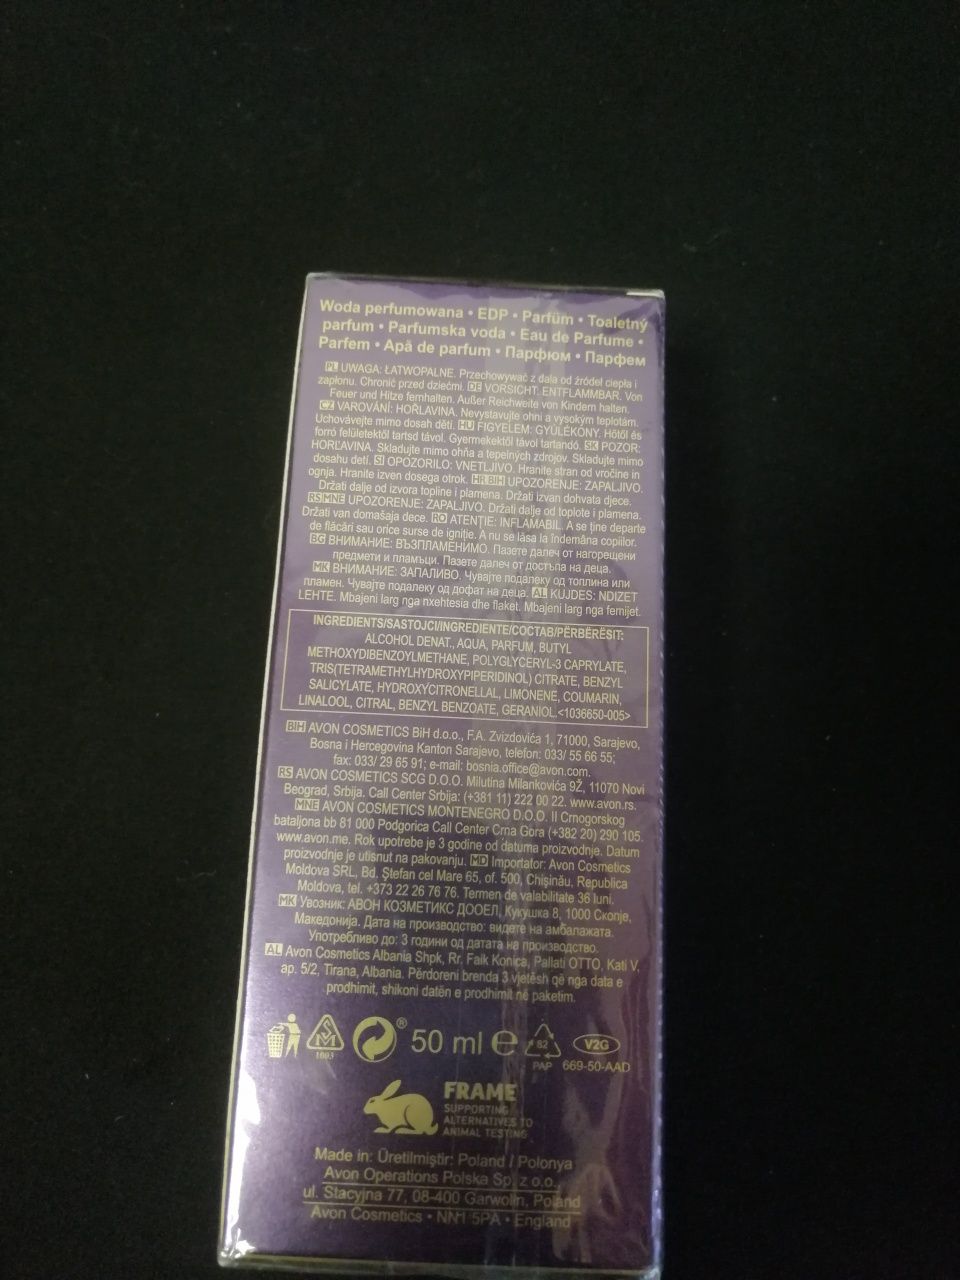 Woda perfumowana • EDP • Parfüm • Toaletný
parfum • Parfumska voda • Eau de Parfume •
Parfem • Apă de parfum • Парфюм • Парфем
PL UWAGA: ŁATWOPALNE. Przechowywać z dala od źródeł ciepła i
zapłonu. Chronić przed dziećmi. DE VORSICHT: ENTFLAMMBAR. Von
Feuer und Hitze fernhalten. Außer Reichweite von Kindern halten.
CZ VAROVÁNÍ: HOŘLAVINA. Nevystavujte ohni a vysokým teplotám.
Uchovávejte mimo dosah dětí. HU FIGYELEM: GYÚLÉKONY. Hőtől és
forró felületektől tartsd távol. Gyermekektől távol tartandó. SK POZOR:
HORĽAVINA. Skladujte mimo ohňa a tepelných zdrojov. Skladujte mimo
dosahu detí. SI OPOZORILO: VNETLJIVO. Hranite stran od vročine in
ognja. Hranite izven dosega otrok. HR BIH UPOZORENJE: ZAPALJIVO.
Držati dalje od izvora topline i plamena. Držati izvan dohvata djece.
RS MNE UPOZORENJE: ZAPALJIVO. Držati dalje od toplote i plamena.
Držati van domašaja dece. RO ATENȚIE: INFLAMABIL. A se ține departe
de flăcări sau orice surse de igniție. A nu se lăsa la îndemâna copiilor.
BG ВНИМАНИЕ: ВЪЗПЛАМЕНИМО. Пазете далеч от нагорещени
предмети и пламъци. Пазете далеч от достъпа на деца.
MK ВНИМАНИЕ: ЗАПАЛИВО. Чувајте подалеку од топлина или
пламен. Чувајте подалеку од дофат на деца. AL KUJDES: NDIZET
LEHTE. Mbajeni larg nga nxehtesia dhe flaket. Mbajeni larg nga femijet.
INGREDIENTS/SASTOJCI/INGREDIENTE/СОСТАВ/PËRBËRËSIT:
ALCOHOL DENAT., AQUA, PARFUM, BUTYL
METHOXYDIBENZOYLMETHANE, POLYGLYCERYL-3 CAPRYLATE,
TRIS(TETRAMETHYLHYDROXYPIPERIDINOL) CITRATE, BENZYL
SALICYLATE, HYDROXYCITRONELLAL, LIMONENE, COUMARIN,
LINALOOL, CITRAL, BENZYL BENZOATE, GERANIOL.<1036650-005>
BIH AVON COSMETICS BiH d.o.o., F.A. Zvizdovića 1, 71000, Sarajevo,
Bosna i Hercegovina Kanton Sarajevo, telefon: 033/ 55 66 55;
fax: 033/ 29 65 91; e-mail: bosnia.office@avon.com.
RS AVON COSMETICS SCG D.O.O. Milutina Milankovića 9Ž, 11070 Novi
Beograd, Srbija. Call Center Srbija: (+381 11) 222 00 22. www.avon.rs.
MNE AVON COSMETICS MONTENEGRO D.O.O. II Crnogorskog
bataljona bb 81 000 Podgorica Call Center Crna Gora (+382 20) 290 105.
www.avon.me. Rok upotrebe je 3 godine od datuma proizvodnje. Datum
proizvodnje je utisnut na pakovanju. MD Importator: Avon Cosmetics
Moldova SRL, Bd. Ștefan cel Mare 65, of. 500, Chișinău, Republica
Moldova, tel. +373 22 26 76 76. Termen de valabilitate 36 luni.
MK Увозник: АВОН КОЗМЕТИКС ДООЕЛ, Кукушка 8, 1000 Скопје,
Македонија. Дата на производство: видете на амбалажата.
Употребливо до: 3 години од датата на производство.
AL Avon Cosmetics Albania Shpk, Rr. Faik Konica, Pallati OTTO, Kati V,
ap. 5/2, Tirana, Albania. Përdoreni brenda 3 vjetësh që nga data e
prodhimit, shikoni datën e prodhimit në paketim.
1003 ® 50 ml e 82 PAP V2G
669-50-AAD
FRAME
SUPPORTING
ALTERNATIVES TO
ANIMAL TESTING
Made in: Üretilmiştir: Poland / Polonya
Avon Operations Polska Sp. z o.o.,
ul. Stacyjna 77, 08-400 Garwolin, Poland
Avon Cosmetics • NN1 5PA • England